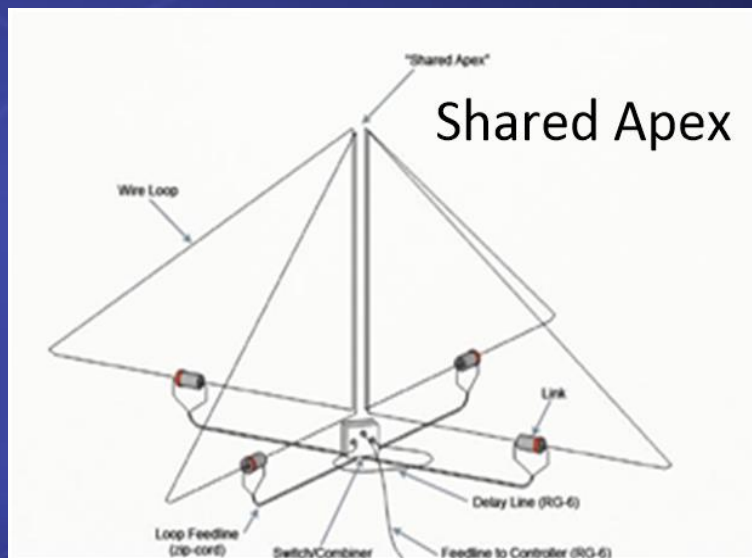 "Shared Apex"
Shared Apex
Wire Loop
Link
Delay Line (RG-6)
Loop Feedline
(zip-cord)
Switch/Combiner
Feedline to Controller (RG-6)